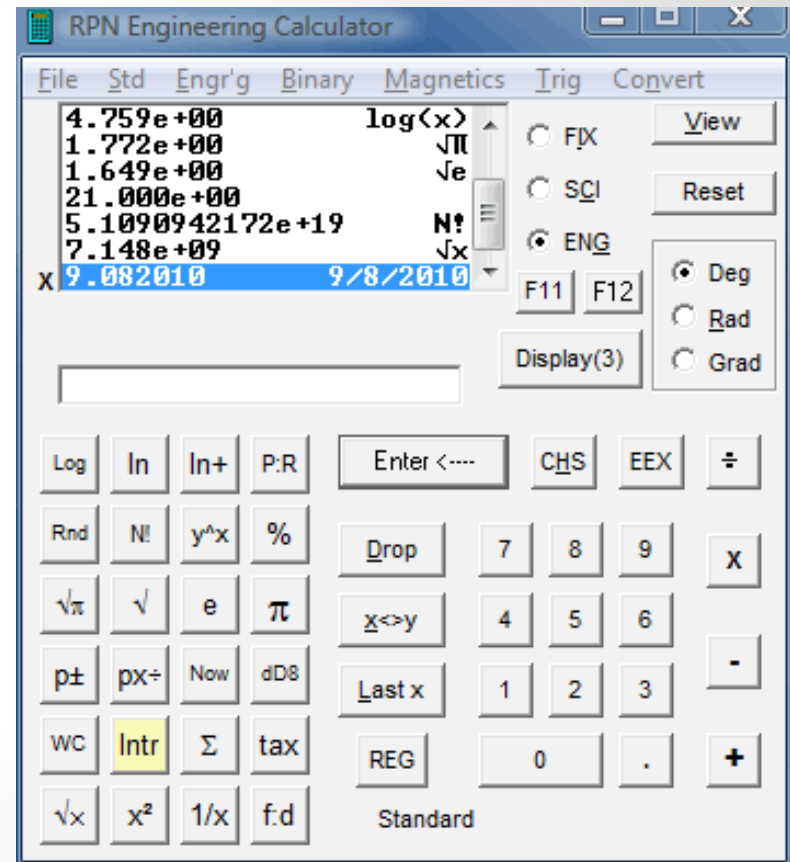 RPN Engineering Calculator
File Std Engr'g Binary Magnetics Trig Convert
4.759e+00 log(x)
1.772e+00 √π
1.649e+00 √e
21.000e+00
5.1090942172e+19 N!
7.148e+09 √x
X 9.082010 9/8/2010
FIX
SCI
ENG
View
Reset
F11 F12
Display(3)
Deg
Rad
Grad
Log ln ln+ P:R Enter <---- CHS EEX ÷
Rnd N! y^x % Drop 7 8 9 X
√π √ e π x<>y 4 5 6
p± px÷ Now dD8 Last x 1 2 3 -
WC Intr Σ tax REG 0 . +
√x x² 1/x f:d Standard